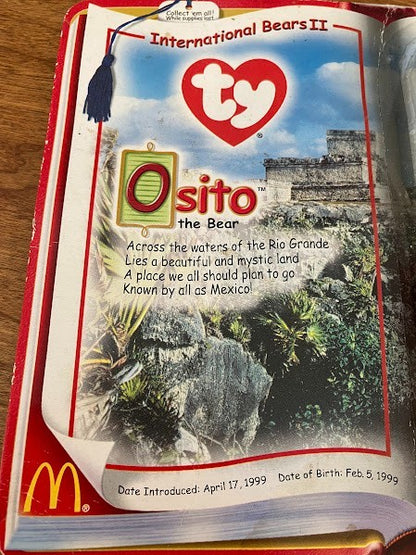 Collect 'em all!
While supplies last.
International Bears II
ty®
Osito™
the Bear
Across the waters of the Rio Grande
Lies a beautiful and mystic land
A place we all should plan to go
Known by all as Mexico!
M®
Date Introduced: April 17, 1999 Date of Birth: Feb. 5, 1999